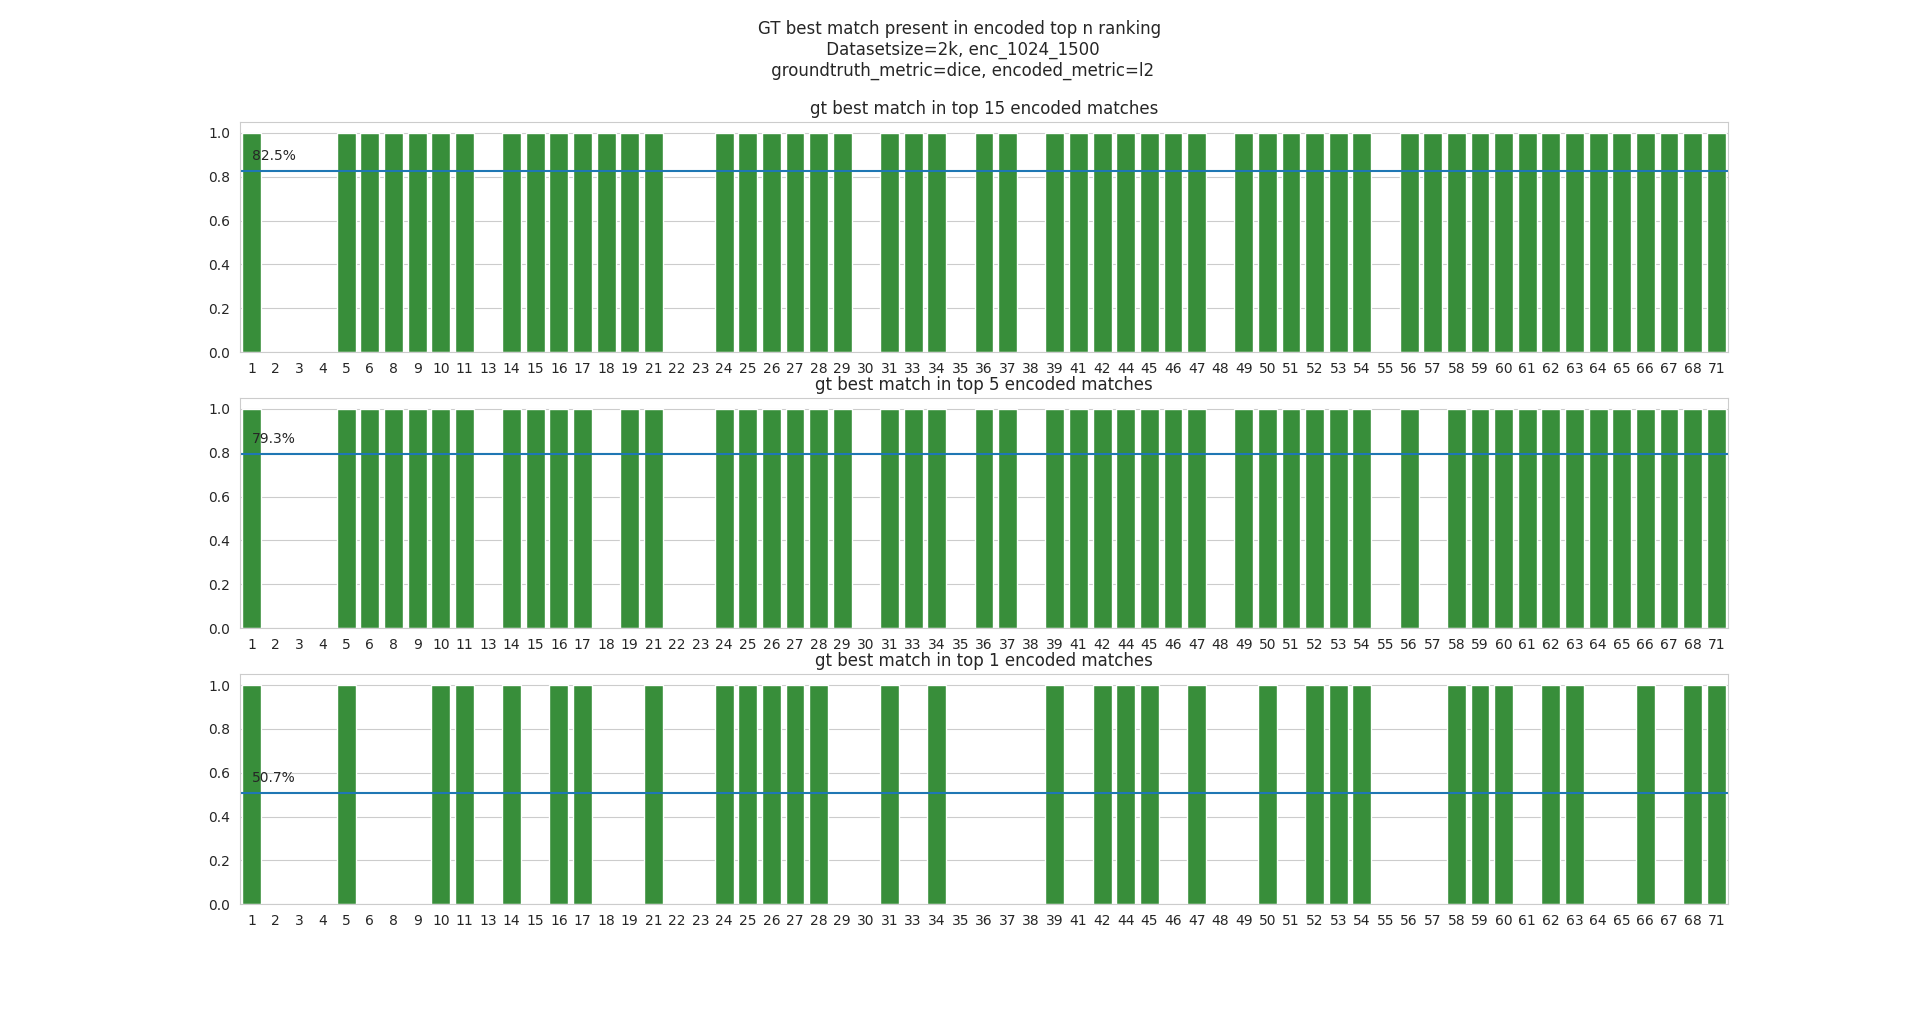 GT best match present in encoded top n ranking
Datasetsize=2k, enc_1024_1500
groundtruth_metric=dice, encoded_metric=l2
gt best match in top 15 encoded matches
1.0
82.5%
0.8
0.6
0.4
0.2
0.0
1 2 3 4 5 6 8 9 10 11 13 14 15 16 17 18 19 21 22 23 24 25 26 27 28 29 30 31 33 34 35 36 37 38 39 41 42 44 45 46 47 48 49 50 51 52 53 54 55 56 57 58 59 60 61 62 63 64 65 66 67 68 71
gt best match in top 5 encoded matches
1.0
79.3%
0.8
0.6
0.4
0.2
0.0
1 2 3 4 5 6 8 9 10 11 13 14 15 16 17 18 19 21 22 23 24 25 26 27 28 29 30 31 33 34 35 36 37 38 39 41 42 44 45 46 47 48 49 50 51 52 53 54 55 56 57 58 59 60 61 62 63 64 65 66 67 68 71
gt best match in top 1 encoded matches
1.0
0.8
0.6
50.7%
0.4
0.2
0.0
1 2 3 4 5 6 8 9 10 11 13 14 15 16 17 18 19 21 22 23 24 25 26 27 28 29 30 31 33 34 35 36 37 38 39 41 42 44 45 46 47 48 49 50 51 52 53 54 55 56 57 58 59 60 61 62 63 64 65 66 67 68 71